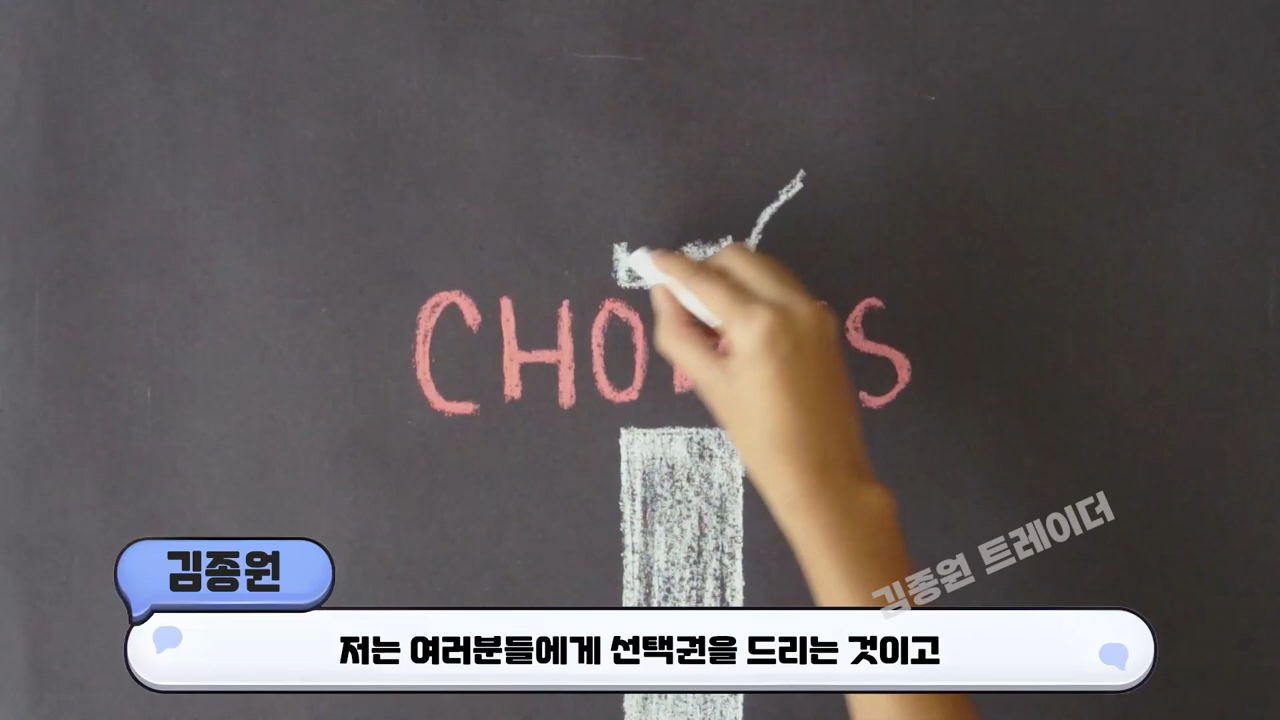 김종원 트레이더
김종원
저는 여러분들에게 선택권을 드리는 것이고